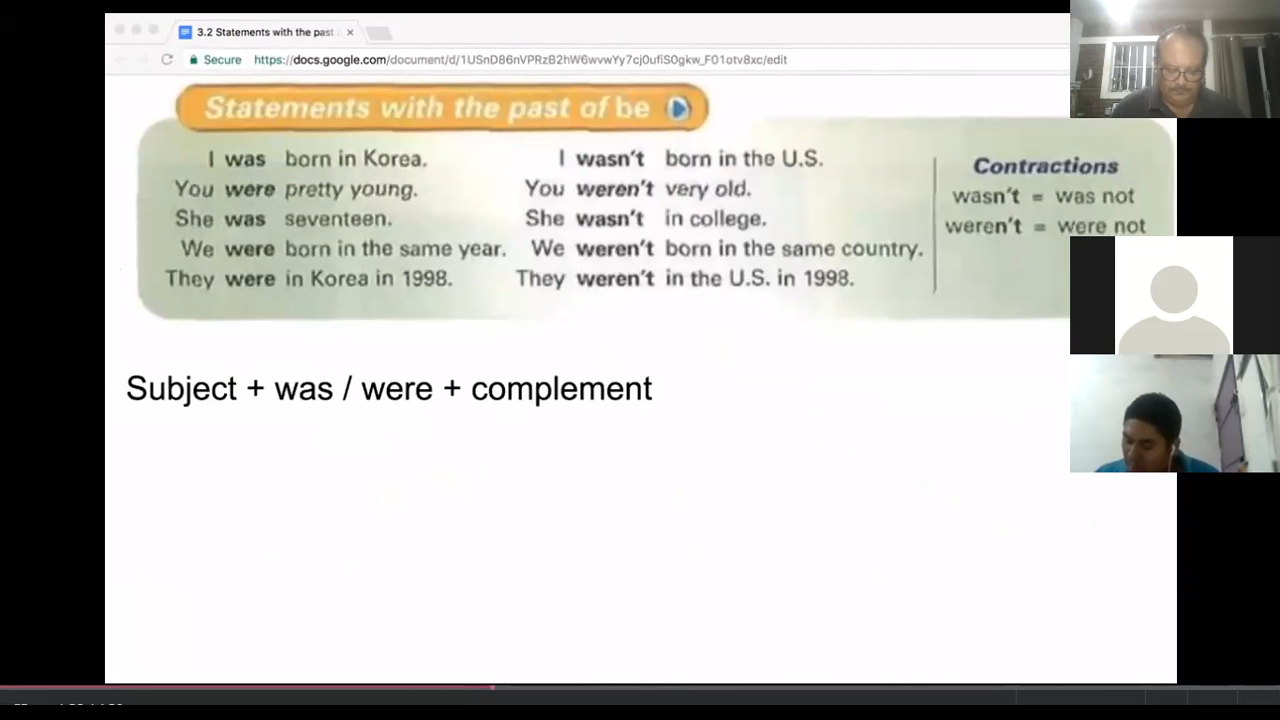 3.2 Statements with the past
Secure https://docs.google.com/document/d/1USnD86nVPRzB2hW6wvwYy7cj0ufiS0gkw_F01otv8xc/edit
Statements with the past of be
I was born in Korea. I wasn't born in the U.S.
You were pretty young. You weren't very old.
She was seventeen. She wasn't in college.
We were born in the same year. We weren't born in the same country.
They were in Korea in 1998. They weren't in the U.S. in 1998.
Contractions
wasn't = was not
weren't = were not
Subject + was / were + complement